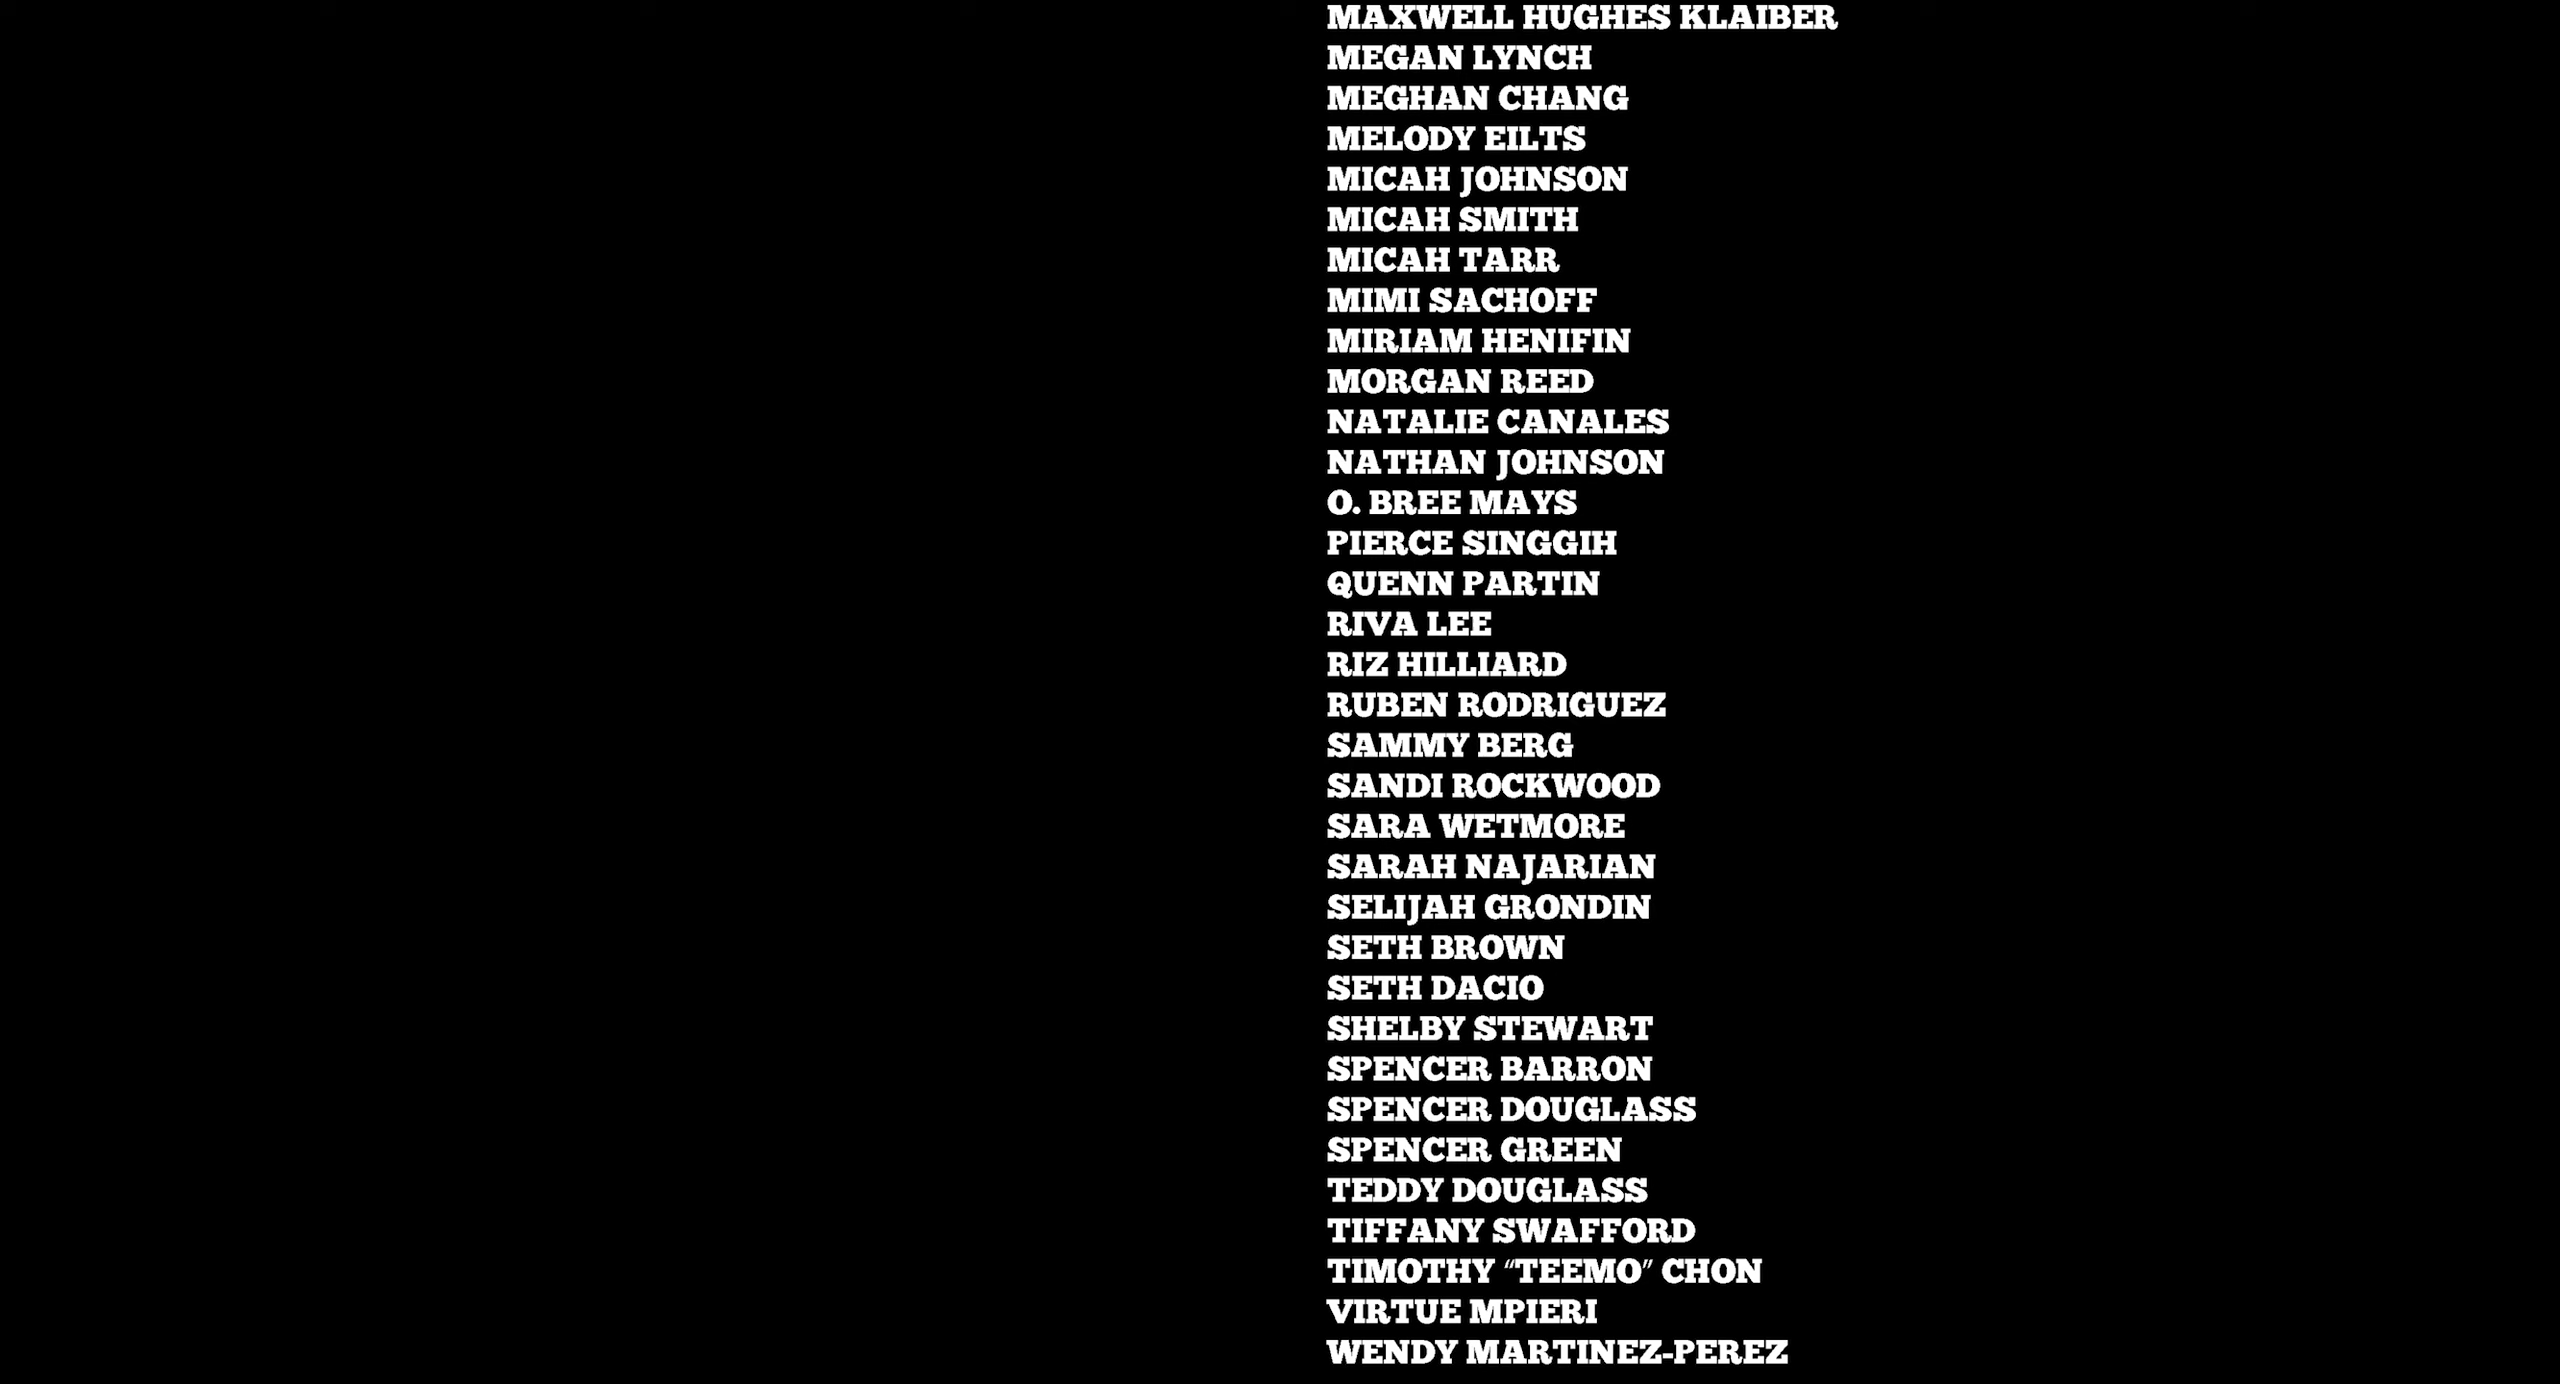 MAXWELL HUGHES KLAIBER
MEGAN LYNCH
MEGHAN CHANG
MELODY EILTS
MICAH JOHNSON
MICAH SMITH
MICAH TARR
MIMI SACHOFF
MIRIAM HENIFIN
MORGAN REED
NATALIE CANALES
NATHAN JOHNSON
O. BREE MAYS
PIERCE SINGGIH
QUENN PARTIN
RIVA LEE
RIZ HILLIARD
RUBEN RODRIGUEZ
SAMMY BERG
SANDI ROCKWOOD
SARA WETMORE
SARAH NAJARIAN
SELIJAH GRONDIN
SETH BROWN
SETH DACIO
SHELBY STEWART
SPENCER BARRON
SPENCER DOUGLASS
SPENCER GREEN
TEDDY DOUGLASS
TIFFANY SWAFFORD
TIMOTHY “TEEMO” CHON
VIRTUE MPIERI
WENDY MARTINEZ-PEREZ